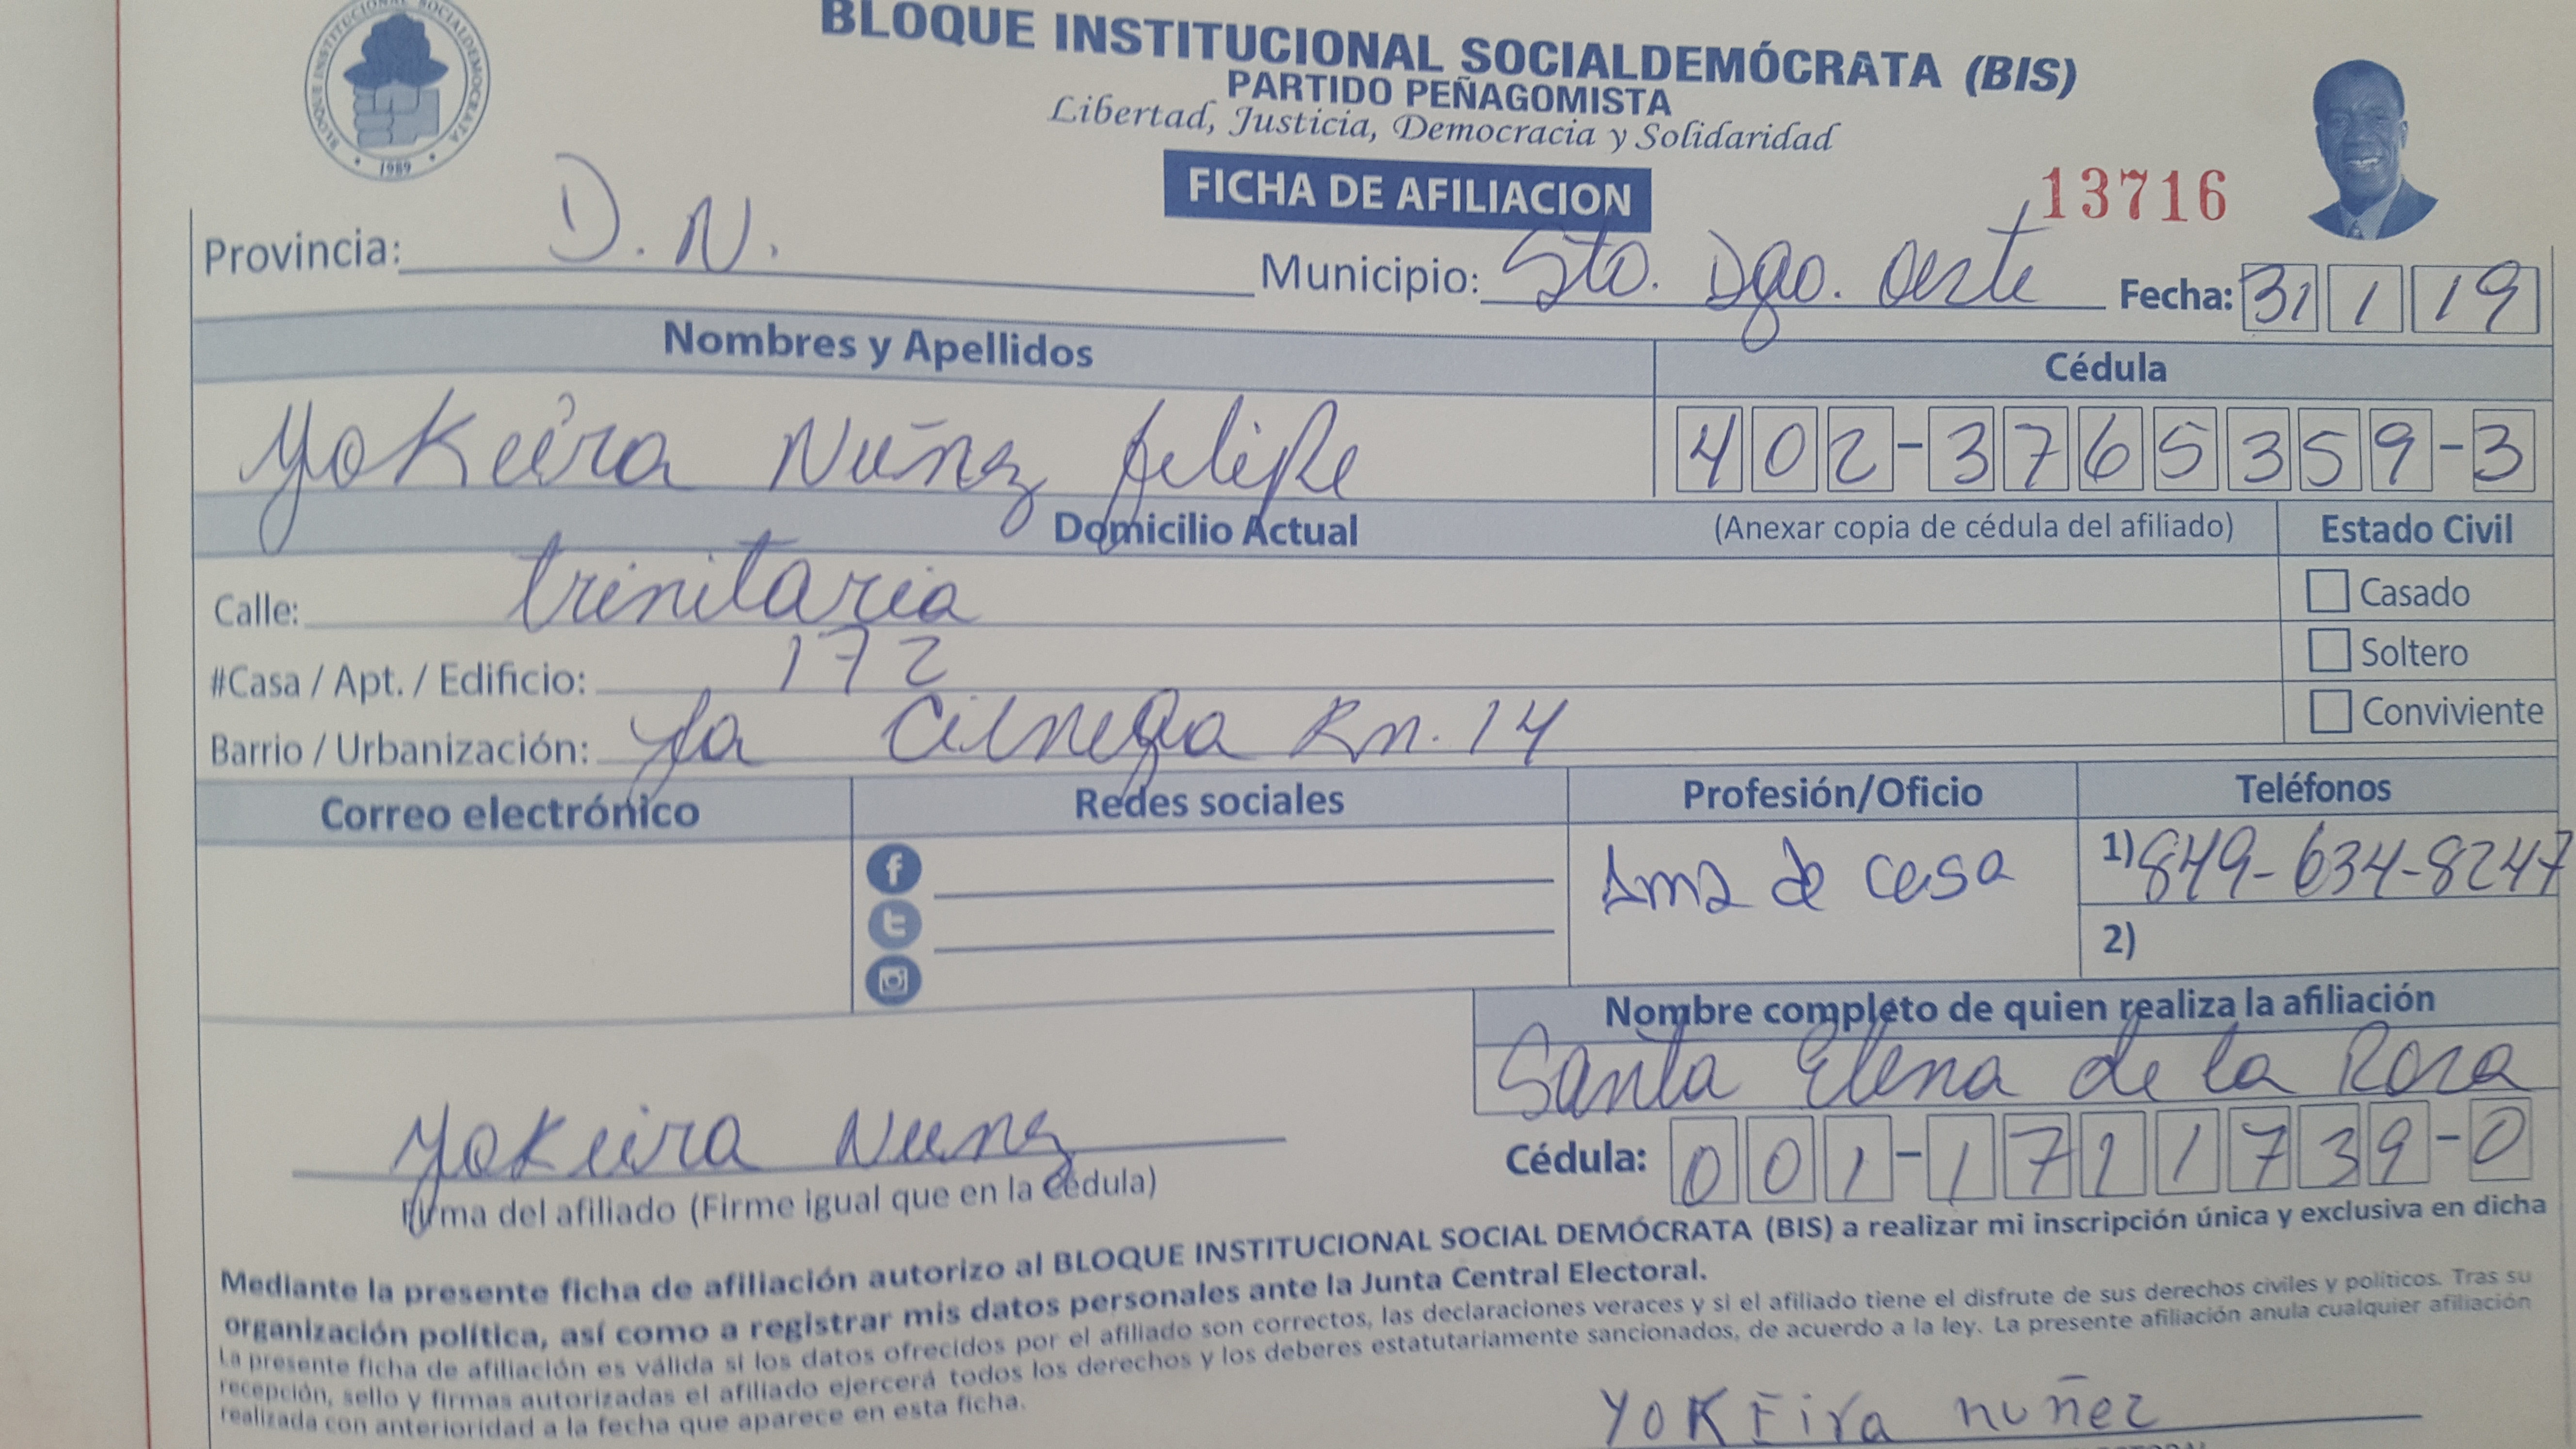 BLOQUE INSTITUCIONAL SOCIALDEMOCRATA
1989
BLOQUE INSTITUCIONAL SOCIALDEMÓCRATA (BIS)
PARTIDO PEÑAGOMISTA
Libertad, Justicia, Democracia y Solidaridad
FICHA DE AFILIACION
13716
Provincia: D.N. Municipio: Sto. Dgo. Oeste Fecha: 31 1 19
Nombres y Apellidos Cédula
Yokeira Nuñez felipe 402-3765359-3
Domicilio Actual (Anexar copia de cédula del afiliado) Estado Civil
Calle: trinitaria Casado
#Casa / Apt. / Edificio: 172 Soltero
Barrio / Urbanización: La Cienega Km. 14 Conviviente
Correo electrónico Redes sociales Profesión/Oficio Teléfonos
Ama de casa 1) 849-634-8247
2)
Nombre completo de quien realiza la afiliación
Santa Elena de la Rosa
Yokeira Nunez
Cédula: 001-1711739-0
Firma del afiliado (Firme igual que en la Cédula)
Mediante la presente ficha de afiliación autorizo al BLOQUE INSTITUCIONAL SOCIAL DEMÓCRATA (BIS) a realizar mi inscripción única y exclusiva en dicha
organización política, así como a registrar mis datos personales ante la Junta Central Electoral.
La presente ficha de afiliación es válida si los datos ofrecidos por el afiliado son correctos, las declaraciones veraces y si el afiliado tiene el disfrute de sus derechos civiles y políticos. Tras su
recepción, sello y firmas autorizadas el afiliado ejercerá todos los derechos y los deberes estatutariamente sancionados, de acuerdo a la ley. La presente afiliación anula cualquier afiliación
realizada con anterioridad a la fecha que aparece en esta ficha.
YOKEira nuñez